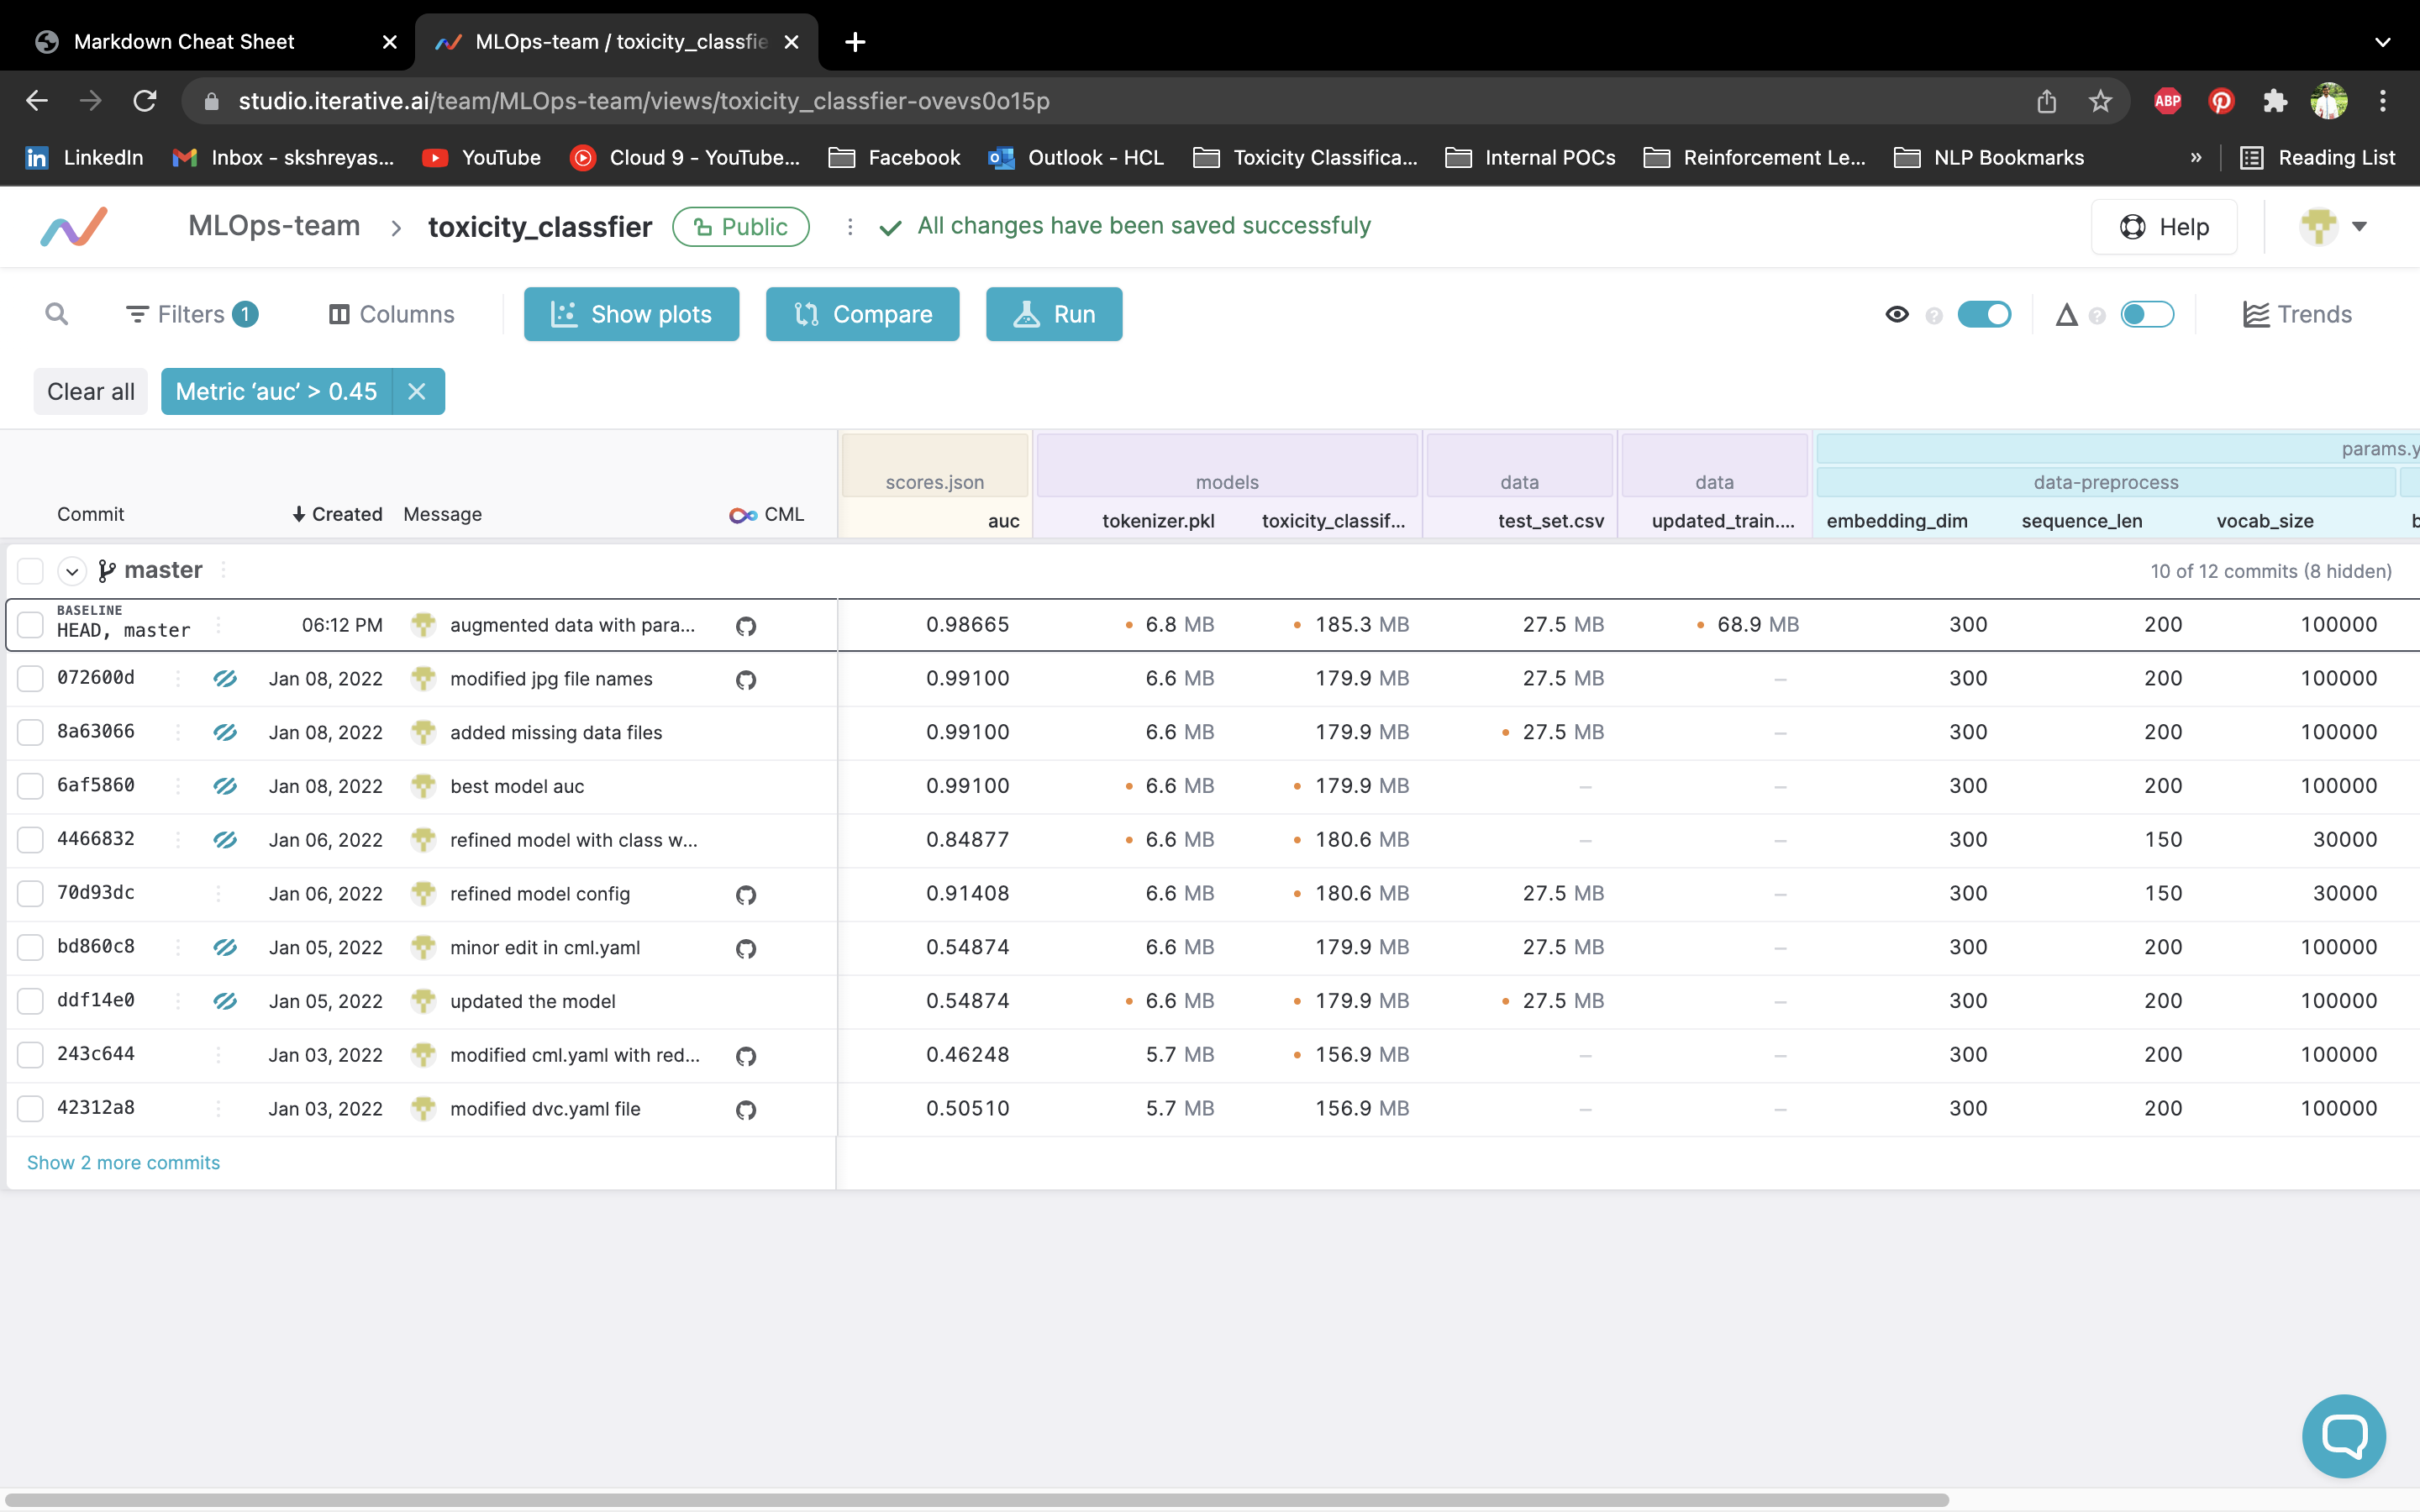 Markdown Cheat Sheet
MLOps-team / toxicity_classfie
studio.iterative.ai/team/MLOps-team/views/toxicity_classfier-ovevs0o15p
ABP
LinkedIn Inbox - skshreyas... YouTube Cloud 9 - YouTube... Facebook Outlook - HCL Toxicity Classifica... Internal POCs Reinforcement Le... NLP Bookmarks » Reading List
MLOps-team > toxicity_classfier Public All changes have been saved successfuly Help
Filters 1 Columns Show plots Compare Run Trends
Clear all Metric ‘auc’ > 0.45
params.y
scores.json models data data data-preprocess
Commit Created Message CML auc tokenizer.pkl toxicity_classif... test_set.csv updated_train.... embedding_dim sequence_len vocab_size b
master 10 of 12 commits (8 hidden)
BASELINE
HEAD, master 06:12 PM augmented data with para... 0.98665 6.8 MB 185.3 MB 27.5 MB 68.9 MB 300 200 100000
072600d Jan 08, 2022 modified jpg file names 0.99100 6.6 MB 179.9 MB 27.5 MB – 300 200 100000
8a63066 Jan 08, 2022 added missing data files 0.99100 6.6 MB 179.9 MB 27.5 MB – 300 200 100000
6af5860 Jan 08, 2022 best model auc 0.99100 6.6 MB 179.9 MB – – 300 200 100000
4466832 Jan 06, 2022 refined model with class w... 0.84877 6.6 MB 180.6 MB – – 300 150 30000
70d93dc Jan 06, 2022 refined model config 0.91408 6.6 MB 180.6 MB 27.5 MB – 300 150 30000
bd860c8 Jan 05, 2022 minor edit in cml.yaml 0.54874 6.6 MB 179.9 MB 27.5 MB – 300 200 100000
ddf14e0 Jan 05, 2022 updated the model 0.54874 6.6 MB 179.9 MB 27.5 MB – 300 200 100000
243c644 Jan 03, 2022 modified cml.yaml with red... 0.46248 5.7 MB 156.9 MB – – 300 200 100000
42312a8 Jan 03, 2022 modified dvc.yaml file 0.50510 5.7 MB 156.9 MB – – 300 200 100000
Show 2 more commits